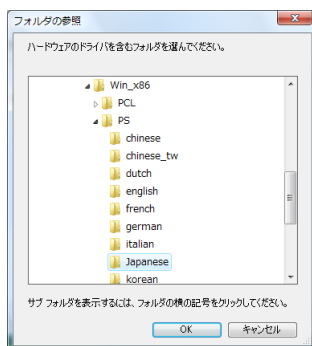 フォルダの参照
ハードウェアのドライバを含むフォルダを選んでください。
Win_x86
PCL
PS
chinese
chinese_tw
dutch
english
french
german
italian
Japanese
korean
サブ フォルダを表示するには、フォルダの横の記号をクリックしてください。
OK
キャンセル